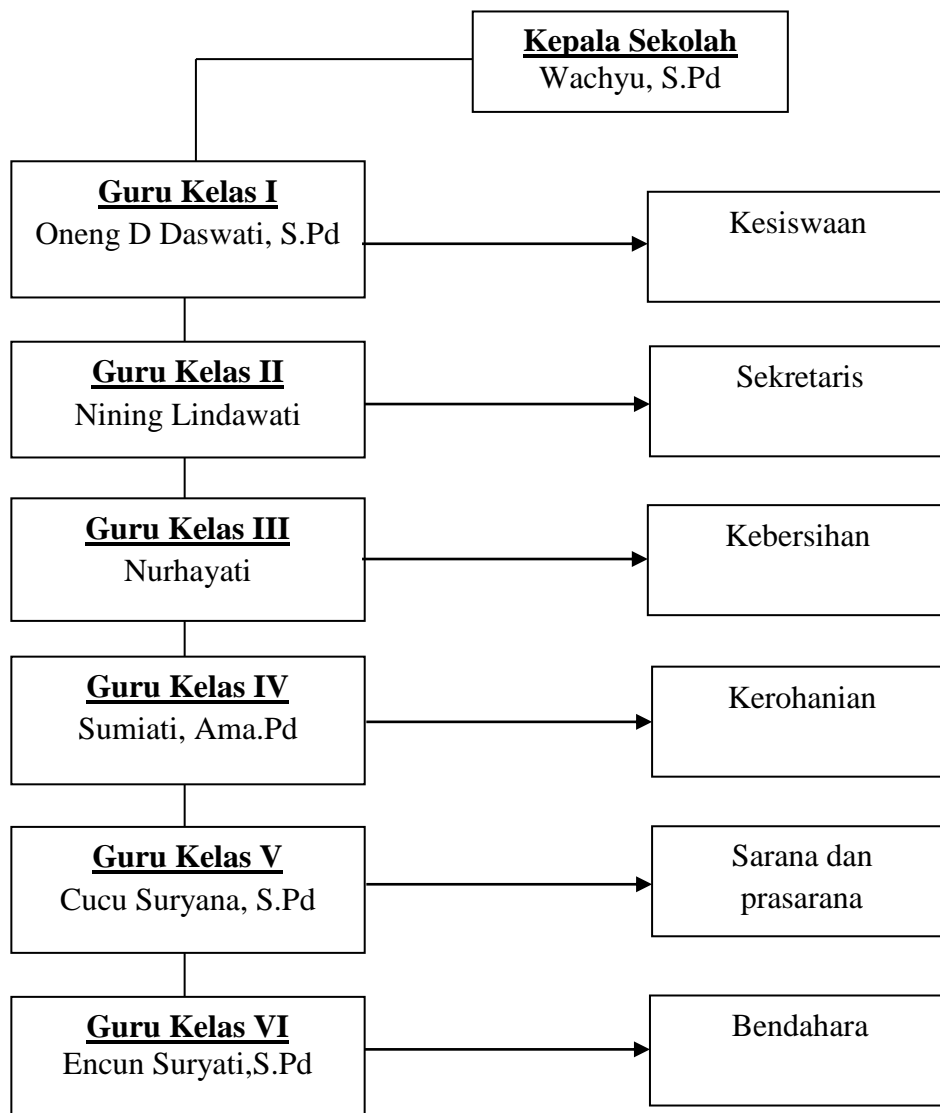 Kepala Sekolah
Wachyu, S.Pd
Guru Kelas I
Oneng D Daswati, S.Pd
Kesiswaan
Guru Kelas II
Nining Lindawati
Sekretaris
Guru Kelas III
Nurhayati
Kebersihan
Guru Kelas IV
Sumiati, Ama.Pd
Kerohanian
Guru Kelas V
Cucu Suryana, S.Pd
Sarana dan
prasarana
Guru Kelas VI
Encun Suryati,S.Pd
Bendahara